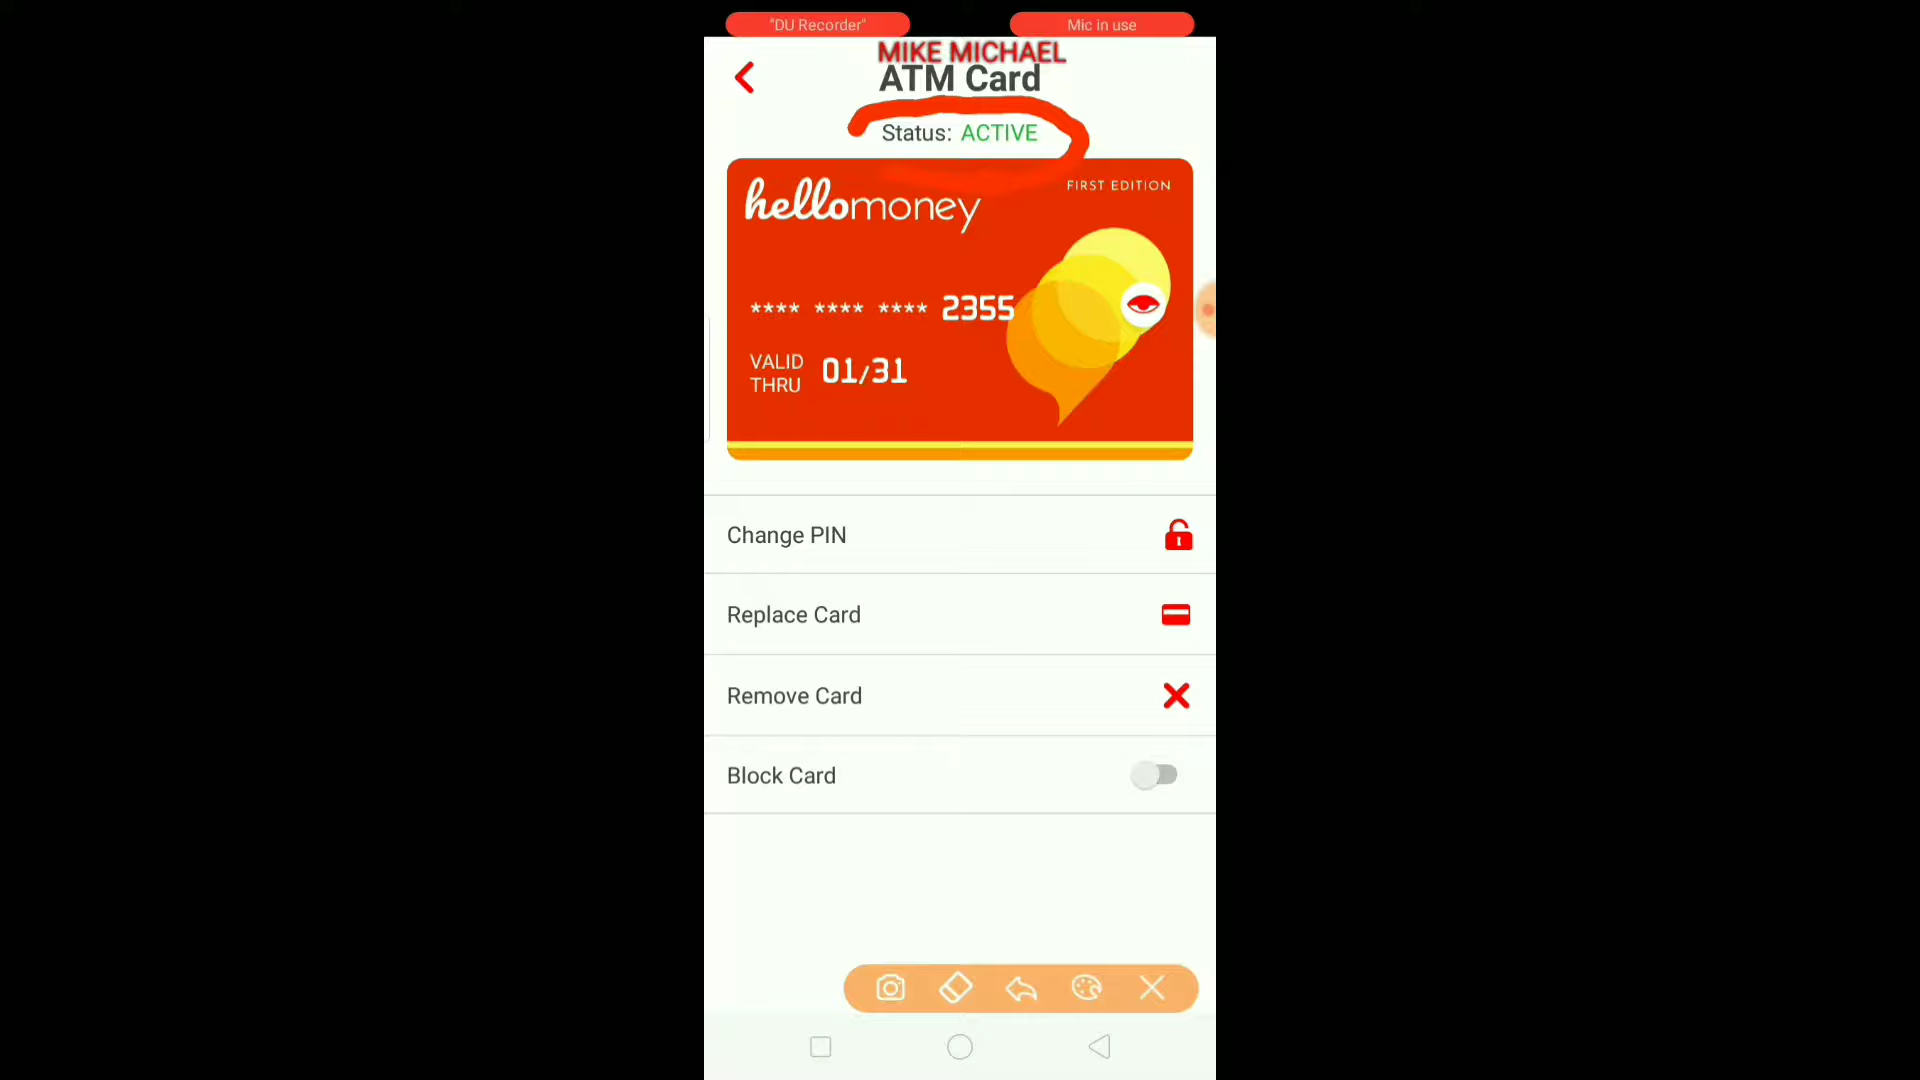 "DU Recorder" Mic in use
MIKE MICHAEL
ATM Card
Status: ACTIVE
hellomoney
FIRST EDITION
**** **** **** 2355
VALID THRU 01/31
Change PIN
Replace Card
Remove Card
Block Card